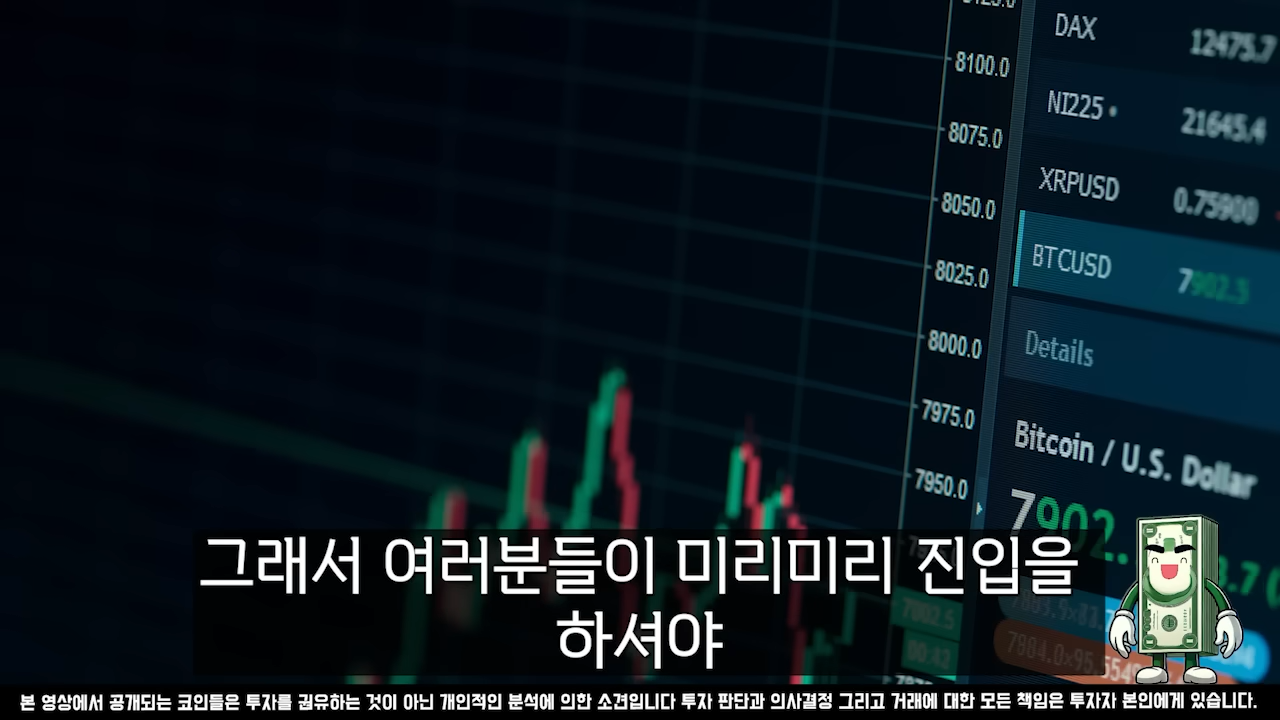 DAX 12475.7
8100.0
NI225 21645.4
8075.0
XRPUSD 0.75900
8050.0
BTCUSD 7902.5
8025.0
Details
8000.0
7975.0
Bitcoin / U.S. Dollar
7950.0
7902.
그래서 여러분들이 미리미리 진입을
하셔야
본 영상에서 공개되는 코인들은 투자를 권유하는 것이 아닌 개인적인 분석에 의한 소견입니다 투자 판단과 의사결정 그리고 거래에 대한 모든 책임은 투자자 본인에게 있습니다.